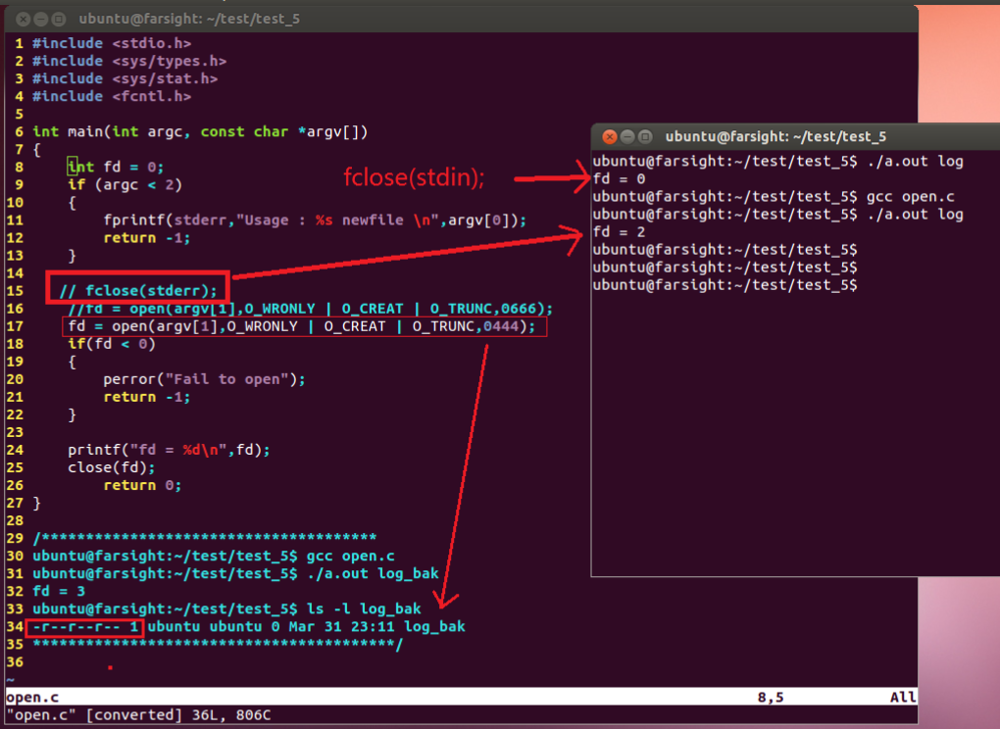 ubuntu@farsight: ~/test/test_5
1 #include <stdio.h>
2 #include <sys/types.h>
3 #include <sys/stat.h>
4 #include <fcntl.h>
5
6 int main(int argc, const char *argv[])
7 {
8     int fd = 0;
9     if (argc < 2)
10     {
11         fprintf(stderr,"Usage : %s newfile \n",argv[0]);
12         return -1;
13     }
14
15    // fclose(stderr);
16     //fd = open(argv[1],O_WRONLY | O_CREAT | O_TRUNC,0666);
17     fd = open(argv[1],O_WRONLY | O_CREAT | O_TRUNC,0444);
18     if(fd < 0)
19     {
20         perror("Fail to open");
21         return -1;
22     }
23
24     printf("fd = %d\n",fd);
25     close(fd);
26         return 0;
27 }
28
29 /**************************************
30 ubuntu@farsight:~/test/test_5$ gcc open.c
31 ubuntu@farsight:~/test/test_5$ ./a.out log_bak
32 fd = 3
33 ubuntu@farsight:~/test/test_5$ ls -l log_bak
34 -r--r--r-- 1 ubuntu ubuntu 0 Mar 31 23:11 log_bak
35 *****************************************/
36
~
open.c 8,5 All
"open.c" [converted] 36L, 806C
fclose(stdin);
ubuntu@farsight: ~/test/test_5
ubuntu@farsight:~/test/test_5$ ./a.out log
fd = 0
ubuntu@farsight:~/test/test_5$ gcc open.c
ubuntu@farsight:~/test/test_5$ ./a.out log
fd = 2
ubuntu@farsight:~/test/test_5$
ubuntu@farsight:~/test/test_5$
ubuntu@farsight:~/test/test_5$